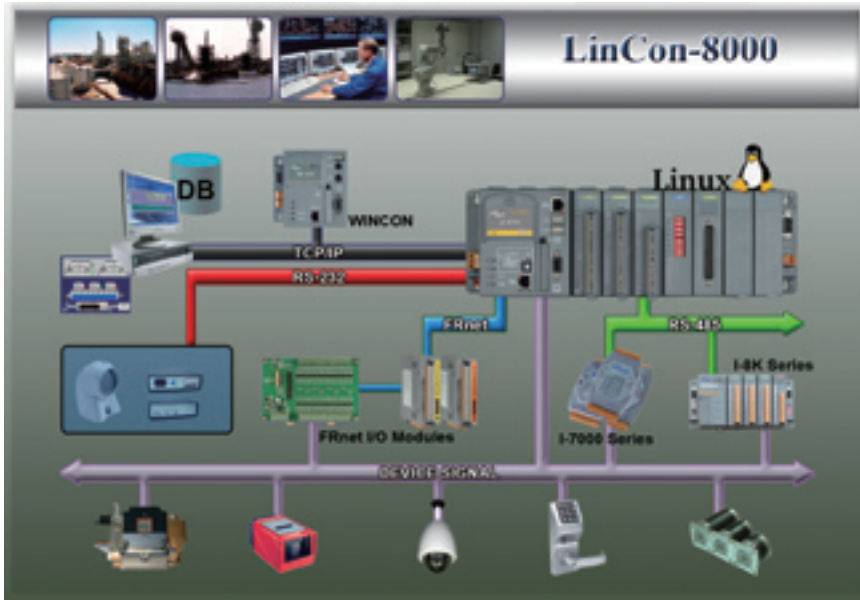 LinCon-8000
DB
Linux
WINCON
TCP/IP
RS-232
FRnet
RS-485
I-8K Series
FRnet I/O Modules
I-7000 Series
DEVICE SIGNAL